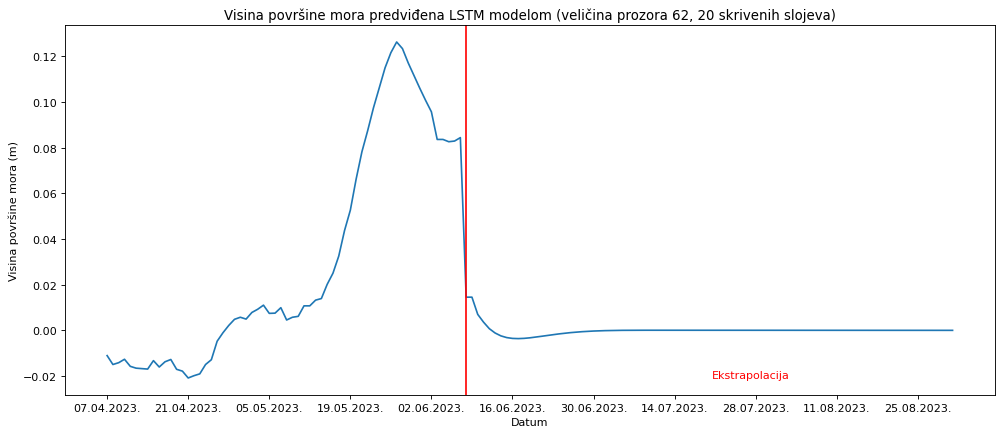 Visina površine mora predviđena LSTM modelom (veličina prozora 62, 20 skrivenih slojeva)
Visina površine mora (m)
0.12
0.10
0.08
0.06
0.04
0.02
0.00
−0.02
Ekstrapolacija
07.04.2023. 21.04.2023. 05.05.2023. 19.05.2023. 02.06.2023. 16.06.2023. 30.06.2023. 14.07.2023. 28.07.2023. 11.08.2023. 25.08.2023.
Datum